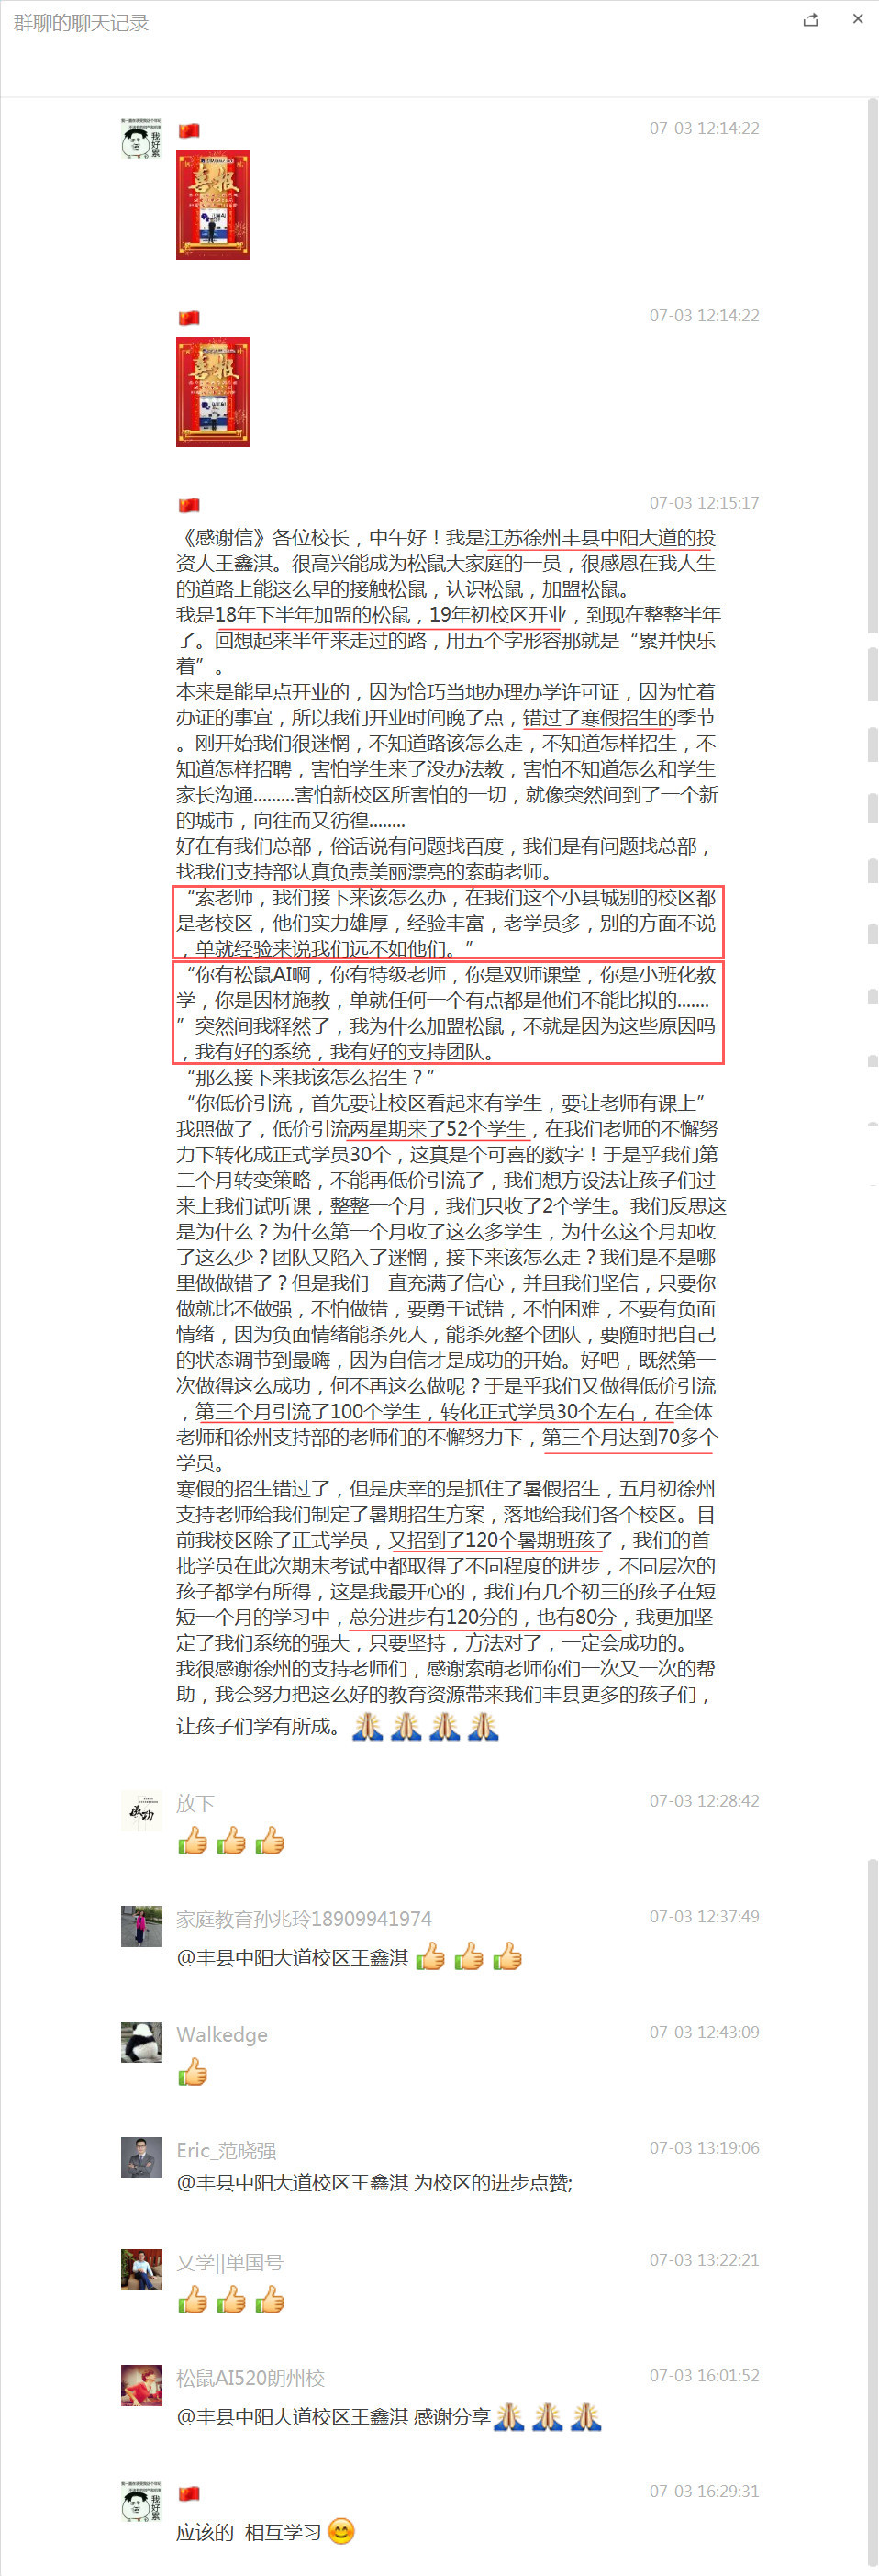 群聊的聊天记录
我好累
07-03 12:14:22
喜报
07-03 12:14:22
喜报
07-03 12:15:17
《感谢信》各位校长，中午好！我是江苏徐州丰县中阳大道的投
资人王鑫淇。很高兴能成为松鼠大家庭的一员，很感恩在我人生
的道路上能这么早的接触松鼠，认识松鼠，加盟松鼠。
我是18年下半年加盟的松鼠，19年初校区开业，到现在整整半年
了。回想起来半年来走过的路，用五个字形容那就是“累并快乐
着”。
本来是能早点开业的，因为恰巧当地办理办学许可证，因为忙着
办证的事宜，所以我们开业时间晚了点，错过了寒假招生的季节
。刚开始我们很迷惘，不知道路该怎么走，不知道怎样招生，不
知道怎样招聘，害怕学生来了没办法教，害怕不知道怎么和学生
家长沟通.........害怕新校区所害怕的一切，就像突然间到了一个新
的城市，向往而又彷徨........
好在有我们总部，俗话说有问题找百度，我们是有问题找总部，
找我们支持部认真负责美丽漂亮的索萌老师。
“索老师，我们接下来该怎么办，在我们这个小县城别的校区都
是老校区，他们实力雄厚，经验丰富，老学员多，别的方面不说
，单就经验来说我们远不如他们。”
“你有松鼠AI啊，你有特级老师，你是双师课堂，你是小班化教
学，你是因材施教，单就任何一个有点都是他们不能比拟的.......
”突然间我释然了，我为什么加盟松鼠，不就是因为这些原因吗
，我有好的系统，我有好的支持团队。
“那么接下来我该怎么招生？”
“你低价引流，首先要让校区看起来有学生，要让老师有课上”
我照做了，低价引流两星期来了52个学生，在我们老师的不懈努
力下转化成正式学员30个，这真是个可喜的数字！于是乎我们第
二个月转变策略，不能再低价引流了，我们想方设法让孩子们过
来上我们试听课，整整一个月，我们只收了2个学生。我们反思这
是为什么？为什么第一个月收了这么多学生，为什么这个月却收
了这么少？团队又陷入了迷惘，接下来该怎么走？我们是不是哪
里做做错了？但是我们一直充满了信心，并且我们坚信，只要你
做就比不做强，不怕做错，要勇于试错，不怕困难，不要有负面
情绪，因为负面情绪能杀死人，能杀死整个团队，要随时把自己
的状态调节到最嗨，因为自信才是成功的开始。好吧，既然第一
次做得这么成功，何不再这么做呢？于是乎我们又做得低价引流
，第三个月引流了100个学生，转化正式学员30个左右，在全体
老师和徐州支持部的老师们的不懈努力下，第三个月达到70多个
学员。
寒假的招生错过了，但是庆幸的是抓住了暑假招生，五月初徐州
支持老师给我们制定了暑期招生方案，落地给我们各个校区。目
前我校区除了正式学员，又招到了120个暑期班孩子，我们的首
批学员在此次期末考试中都取得了不同程度的进步，不同层次的
孩子都学有所得，这是我最开心的，我们有几个初三的孩子在短
短一个月的学习中，总分进步有120分的，也有80分，我更加坚
定了我们系统的强大，只要坚持，方法对了，一定会成功的。
我很感谢徐州的支持老师们，感谢索萌老师你们一次又一次的帮
助，我会努力把这么好的教育资源带来我们丰县更多的孩子们，
让孩子们学有所成。
放下
07-03 12:28:42
家庭教育孙兆玲18909941974
07-03 12:37:49
@丰县中阳大道校区王鑫淇
Walkedge
07-03 12:43:09
Eric_范晓强
07-03 13:19:06
@丰县中阳大道校区王鑫淇 为校区的进步点赞;
乂学||单国号
07-03 13:22:21
松鼠AI520朗州校
07-03 16:01:52
@丰县中阳大道校区王鑫淇 感谢分享
我好累
07-03 16:29:31
应该的 相互学习